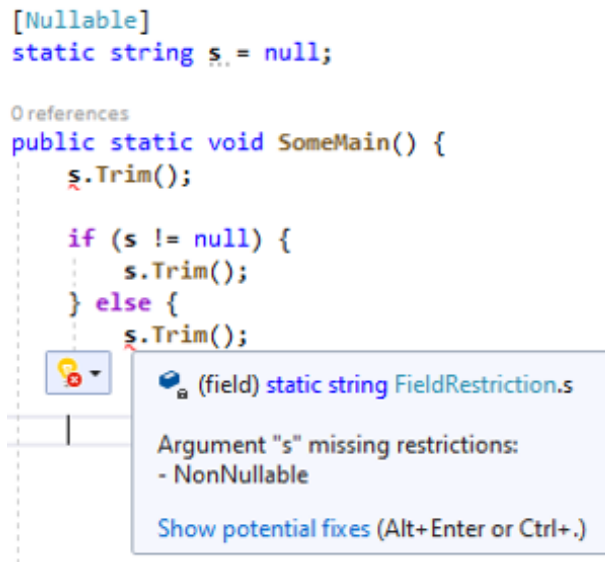 [Nullable]
static string s = null;
0 references
public static void SomeMain() {
s.Trim();
if (s != null) {
s.Trim();
} else {
s.Trim();
(field) static string FieldRestriction.s
Argument "s" missing restrictions:
- NonNullable
Show potential fixes (Alt+Enter or Ctrl+.)